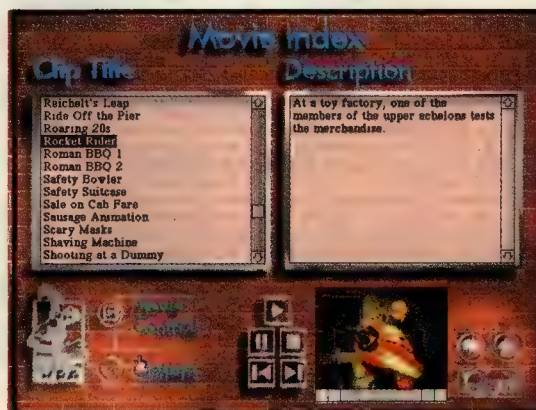 Movie Index
Clip Title
Description
Reichelt's Leap
Ride Off the Pier
Roaring 20s
Rocket Rider
Roman BBQ 1
Roman BBQ 2
Safety Bowler
Safety Suitcase
Sale on Cab Fare
Sausage Animation
Scary Masks
Shaving Machine
Shooting at a Dummy
At a toy factory, one of the
members of the upper echelons tests
the merchandise.